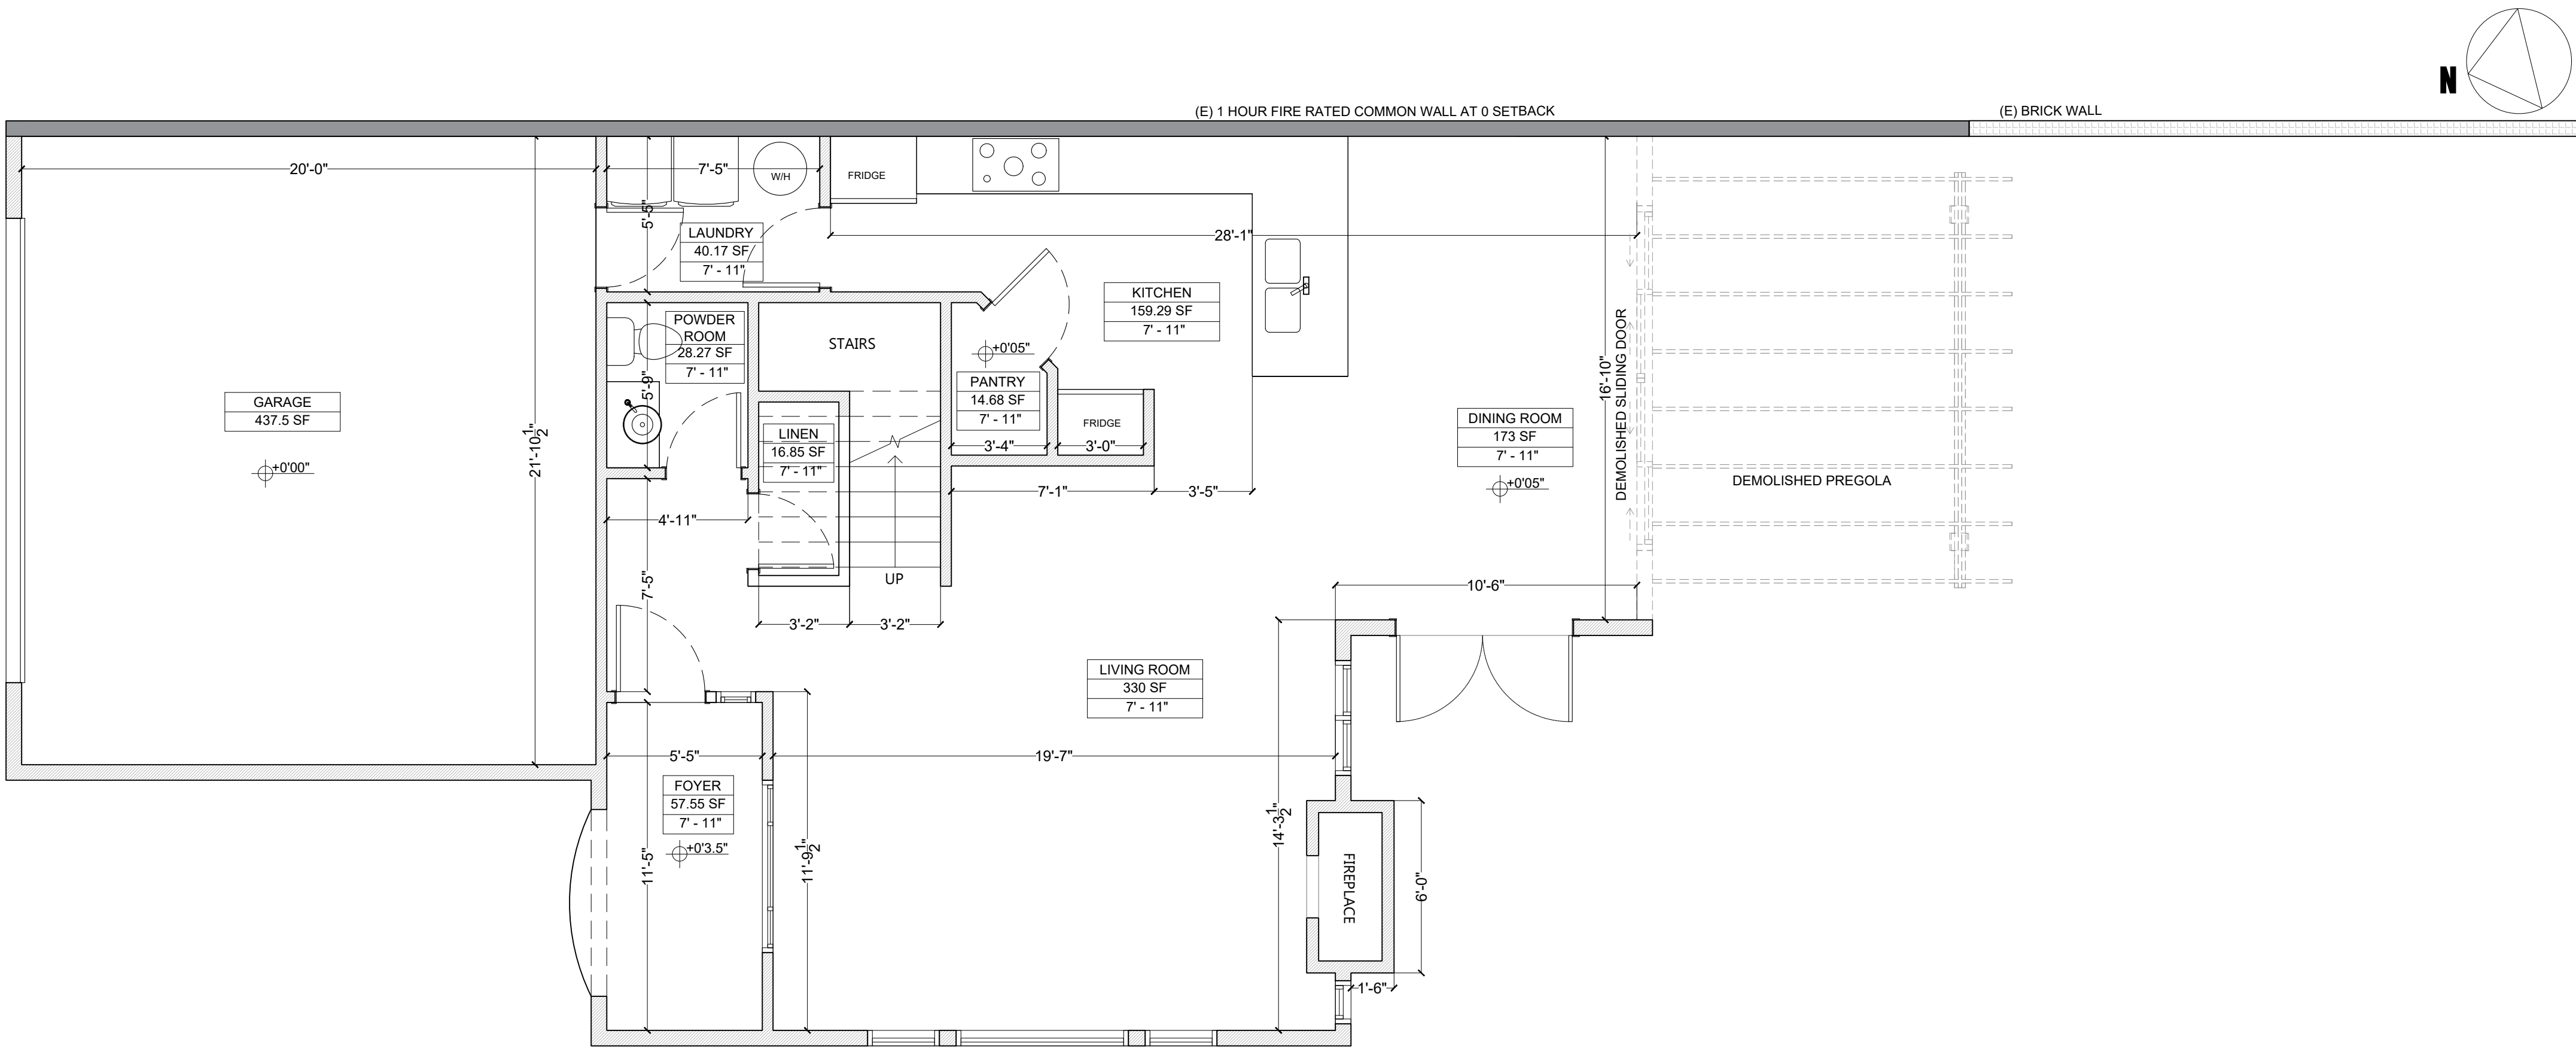 N
(E) 1 HOUR FIRE RATED COMMON WALL AT 0 SETBACK
(E) BRICK WALL
20'-0"
7'-5"
W/H
FRIDGE
5'-5"
LAUNDRY
40.17 SF
7' - 11"
28'-1"
KITCHEN
159.29 SF
7' - 11"
POWDER
ROOM
28.27 SF
7' - 11"
STAIRS
+0'05"
PANTRY
14.68 SF
7' - 11"
5'-9"
16'-10"
DEMOLISHED SLIDING DOOR
GARAGE
437.5 SF
+0'00"
21'-10 1/2"
LINEN
16.85 SF
7' - 11"
3'-4"
FRIDGE
3'-0"
DINING ROOM
173 SF
7' - 11"
+0'05"
DEMOLISHED PREGOLA
7'-1"
3'-5"
4'-11"
7'-5"
UP
10'-6"
3'-2"
3'-2"
LIVING ROOM
330 SF
7' - 11"
5'-5"
19'-7"
FOYER
57.55 SF
7' - 11"
+0'3.5"
11'-5"
11'-9 1/2"
14'-3 1/2"
FIREPLACE
6'-0"
1'-6"